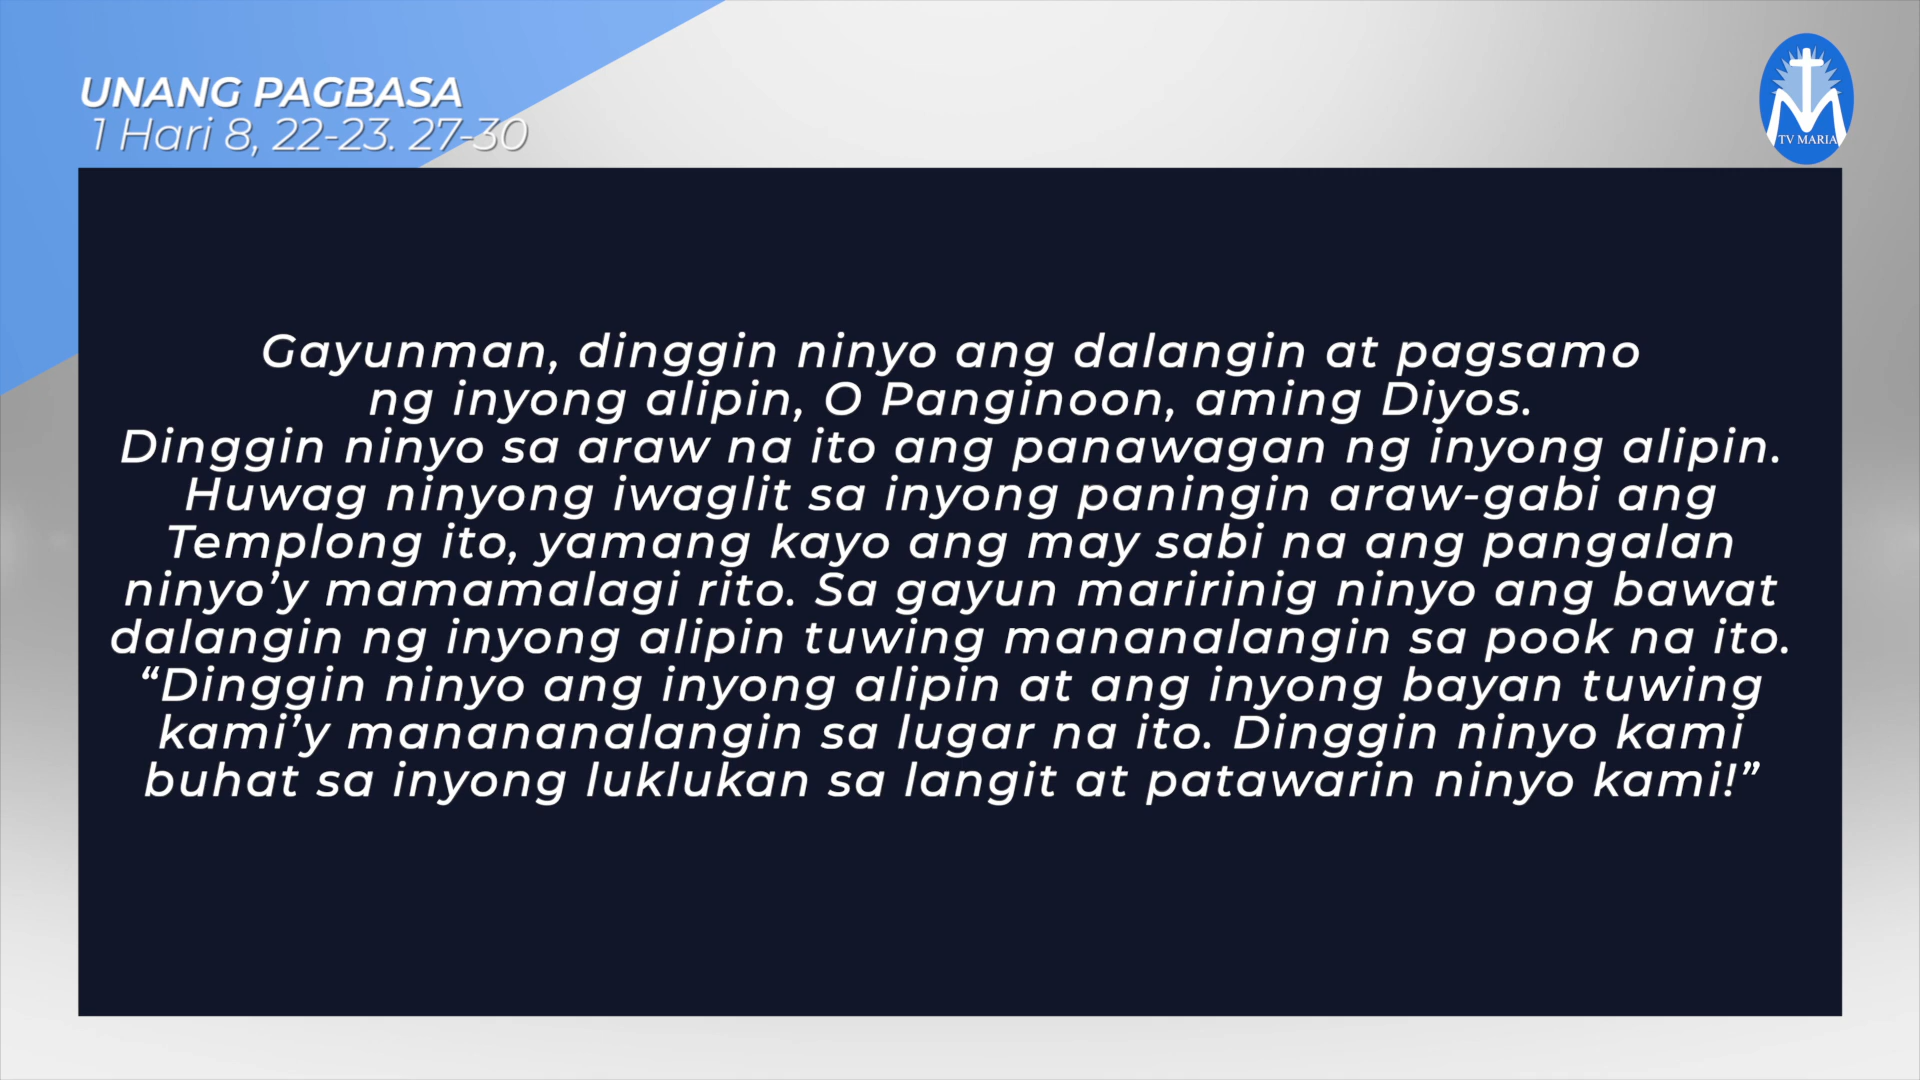 UNANG PAGBASA
1 Hari 8, 22-23. 27-30
TV MARIA
Gayunman, dinggin ninyo ang dalangin at pagsamo
ng inyong alipin, O Panginoon, aming Diyos.
Dinggin ninyo sa araw na ito ang panawagan ng inyong alipin.
Huwag ninyong iwaglit sa inyong paningin araw-gabi ang
Templong ito, yamang kayo ang may sabi na ang pangalan
ninyo’y mamamalagi rito. Sa gayun maririnig ninyo ang bawat
dalangin ng inyong alipin tuwing mananalangin sa pook na ito.
“Dinggin ninyo ang inyong alipin at ang inyong bayan tuwing
kami’y manananalangin sa lugar na ito. Dinggin ninyo kami
buhat sa inyong luklukan sa langit at patawarin ninyo kami!”